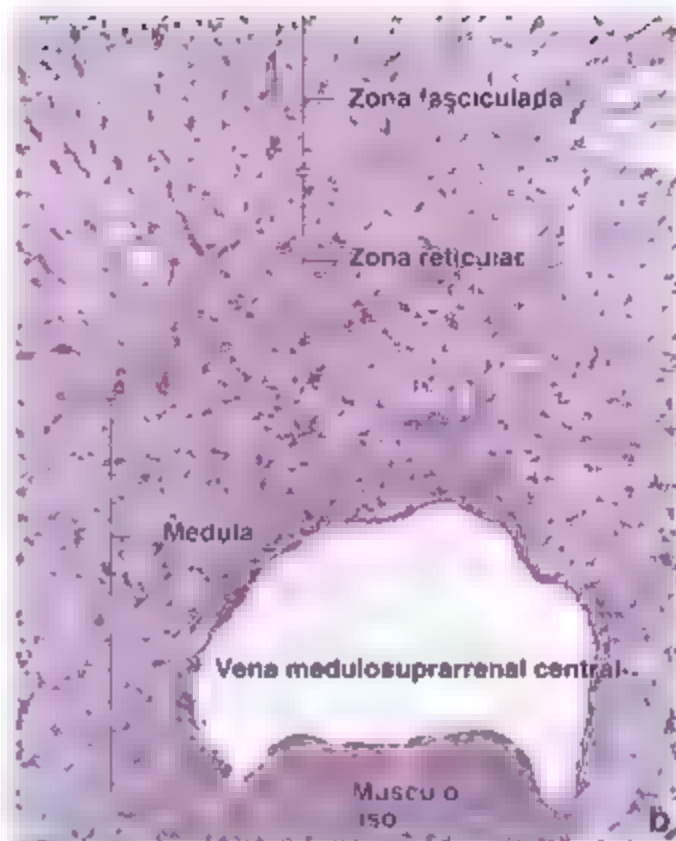 Zona fasciculada
Zona reticular
Medula
Vena medulosuprarrenal central
Musculo
liso
b